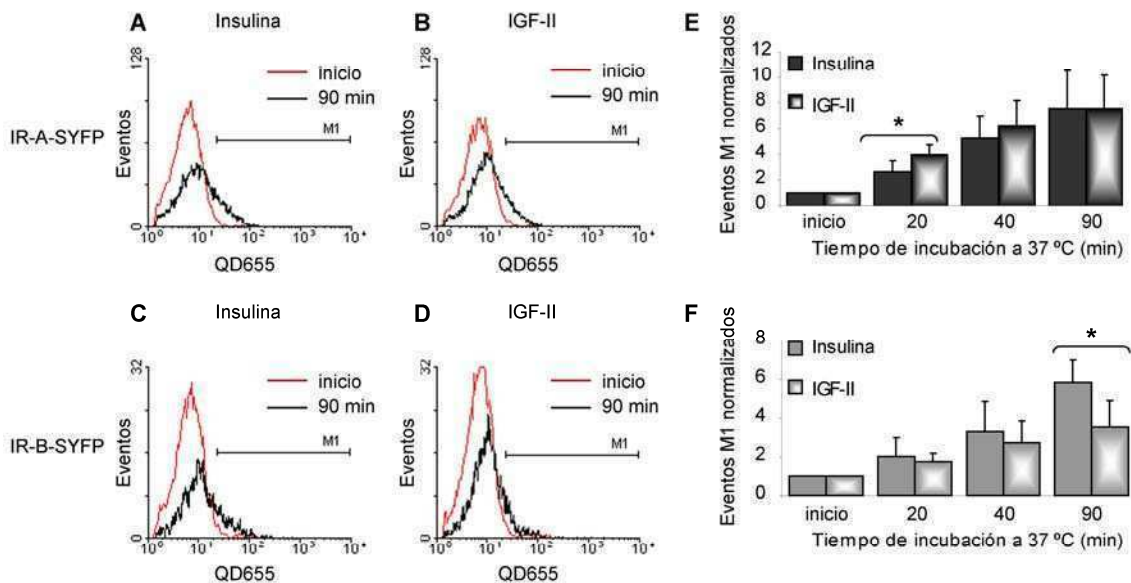 A Insulina
128
inicio
90 min
M1
Eventos
0
10⁰ 10¹ 10² 10³ 10⁴
QD655
IR-A-SYFP
B IGF-II
128
inicio
90 min
M1
Eventos
0
10⁰ 10¹ 10² 10³ 10⁴
QD655
E
Eventos M1 normalizados
12
10
8
6
4
2
0
Insulina
IGF-II
*
inicio 20 40 90
Tiempo de incubación a 37 ºC (min)
C Insulina
32
inicio
90 min
M1
Eventos
0
10⁰ 10¹ 10² 10³ 10⁴
QD655
IR-B-SYFP
D IGF-II
32
inicio
90 min
M1
Eventos
0
10⁰ 10¹ 10² 10³ 10⁴
QD655
F
Eventos M1 normalizados
8
6
4
2
0
Insulina
IGF-II
*
inicio 20 40 90
Tiempo de incubación a 37 ºC (min)